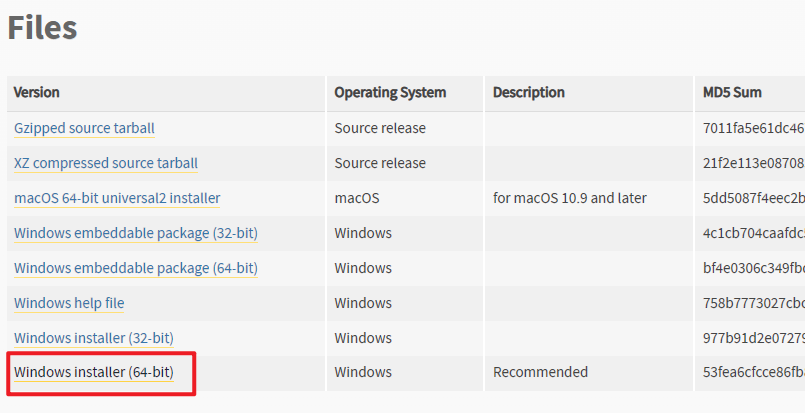 Files
Version Operating System Description MD5 Sum
Gzipped source tarball Source release 7011fa5e61dc46
XZ compressed source tarball Source release 21f2e113e08708
macOS 64-bit universal2 installer macOS for macOS 10.9 and later 5dd5087f4eec2b
Windows embeddable package (32-bit) Windows 4c1cb704caafdc
Windows embeddable package (64-bit) Windows bf4e0306c349fb
Windows help file Windows 758b7773027cb
Windows installer (32-bit) Windows 977b91d2e07279
Windows installer (64-bit) Windows Recommended 53fea6cfcce86fb